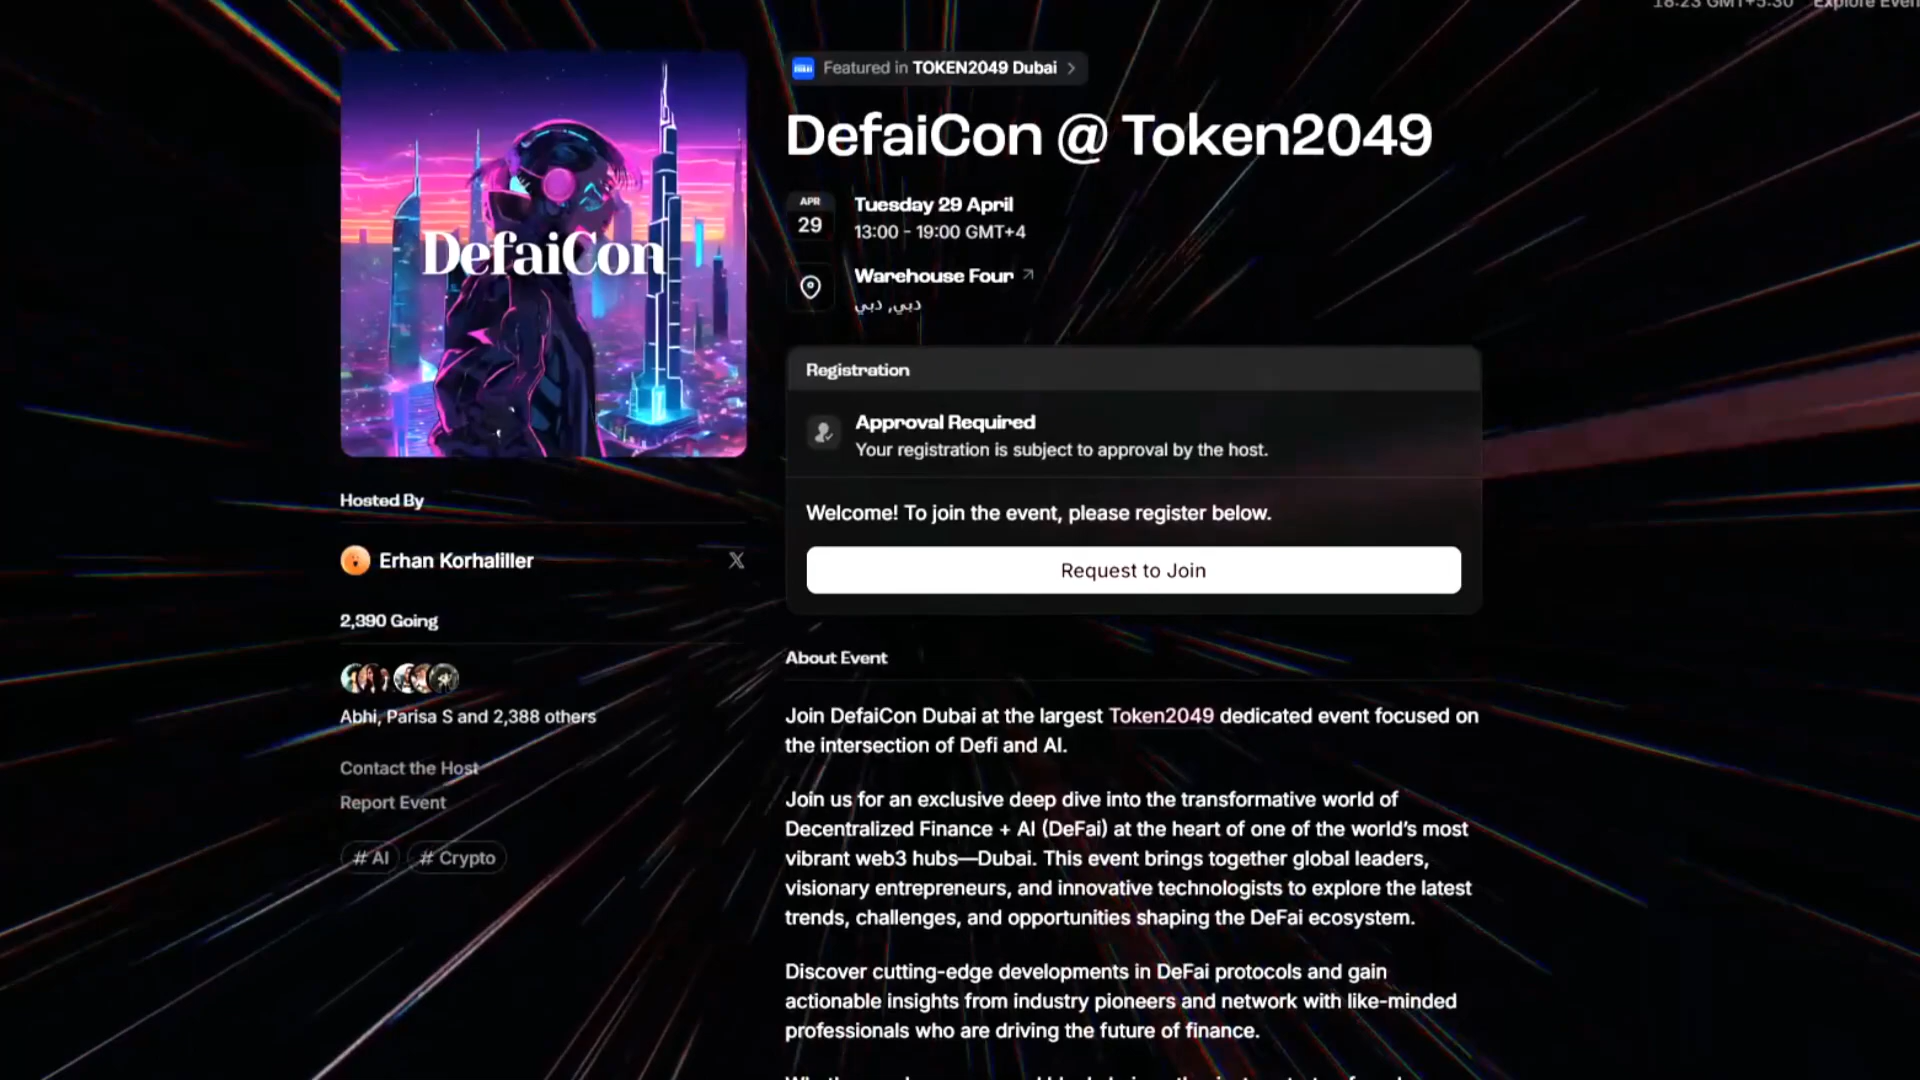 18:23 GMT+5:30 Explore Even
Featured in TOKEN2049 Dubai
DefaiCon @ Token2049
APR
29
Tuesday 29 April
13:00 - 19:00 GMT+4
Warehouse Four
دبي, دبي
DefaiCon
Registration
Approval Required
Your registration is subject to approval by the host.
Welcome! To join the event, please register below.
Request to Join
Hosted By
Erhan Korhaliller
2,390 Going
Abhi, Parisa S and 2,388 others
Contact the Host
Report Event
# AI
# Crypto
About Event
Join DefaiCon Dubai at the largest Token2049 dedicated event focused on
the intersection of Defi and AI.
Join us for an exclusive deep dive into the transformative world of
Decentralized Finance + AI (DeFai) at the heart of one of the world’s most
vibrant web3 hubs—Dubai. This event brings together global leaders,
visionary entrepreneurs, and innovative technologists to explore the latest
trends, challenges, and opportunities shaping the DeFai ecosystem.
Discover cutting-edge developments in DeFai protocols and gain
actionable insights from industry pioneers and network with like-minded
professionals who are driving the future of finance.